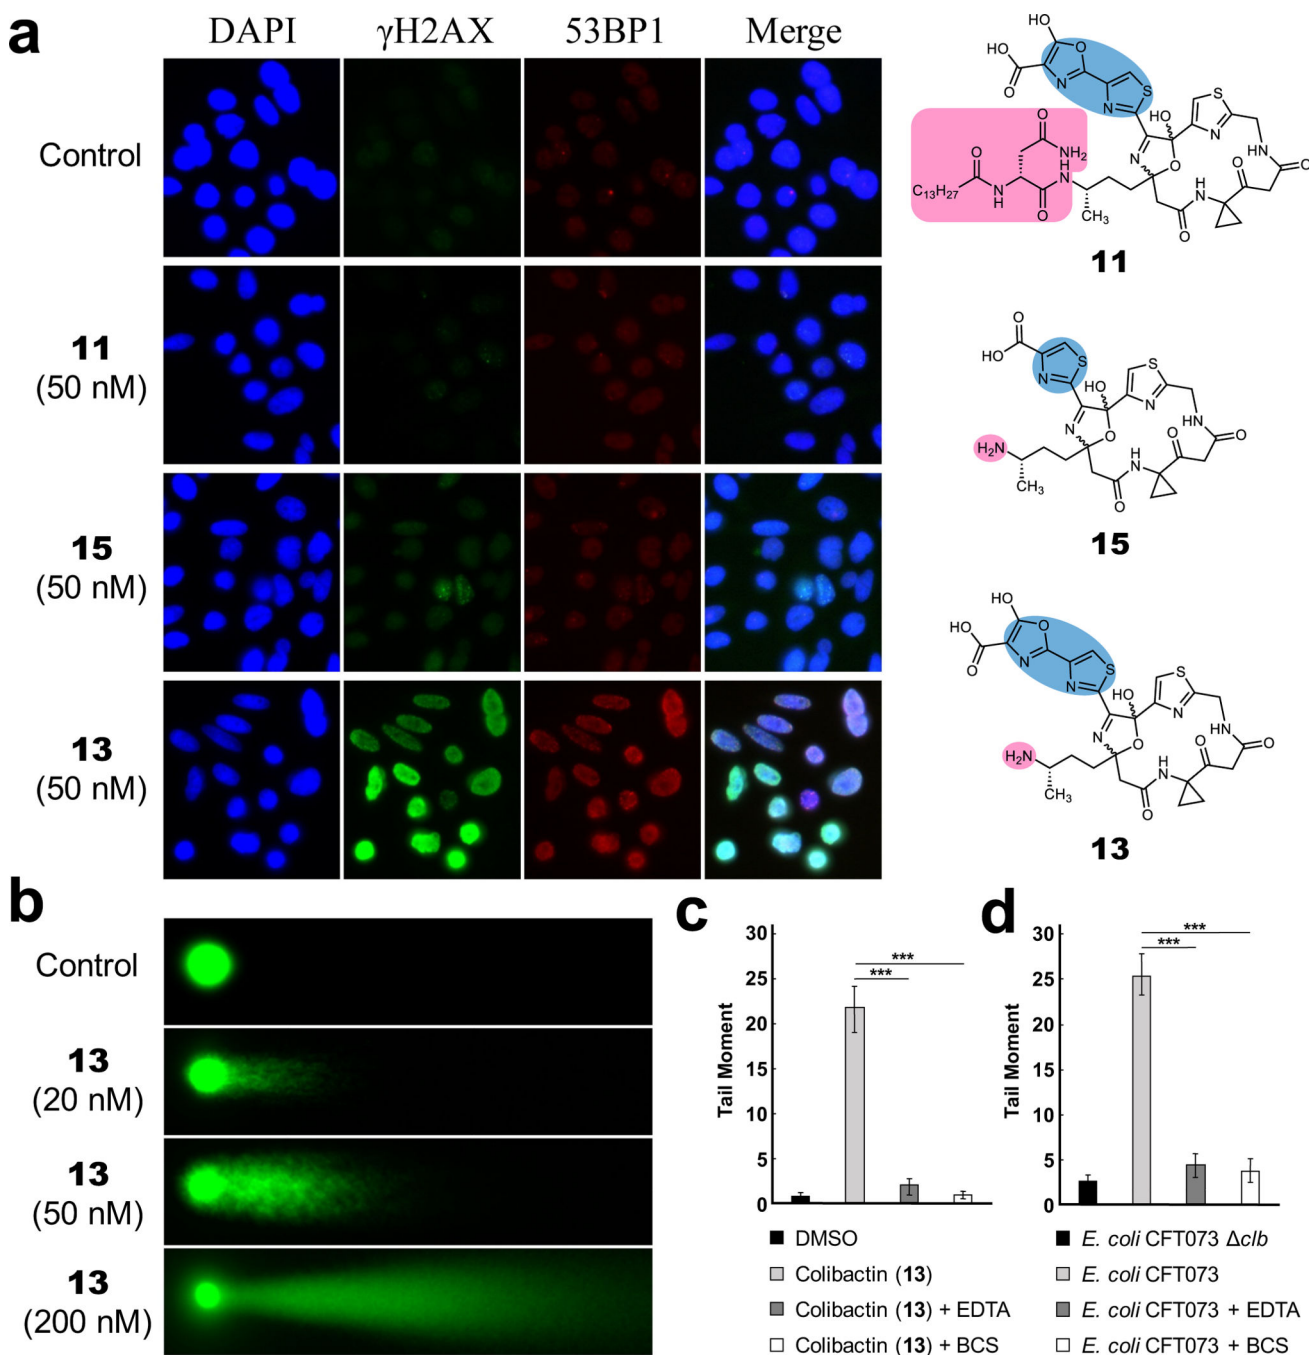 a
DAPI γH2AX 53BP1 Merge
Control
11
(50 nM)
15
(50 nM)
13
(50 nM)
HO
HO
O
O
N
S
N
HO
S
N
N
O
NH
O
O
HN
O
O
NH₂
H
N
O
N
H
O
C₁₃H₂₇
CH₃
11
O
HO
S
N
HO
S
N
N
O
NH
O
O
H
N
O
H₂N
CH₃
15
HO
HO
O
O
N
S
N
HO
S
N
N
O
NH
O
O
H
N
O
H₂N
CH₃
13
b
Control
13
(20 nM)
13
(50 nM)
13
(200 nM)
c
Tail Moment
30
25
20
15
10
5
0
***
***
DMSO
Colibactin (13)
Colibactin (13) + EDTA
Colibactin (13) + BCS
d
Tail Moment
30
25
20
15
10
5
0
***
***
E. coli CFT073 Δclb
E. coli CFT073
E. coli CFT073 + EDTA
E. coli CFT073 + BCS